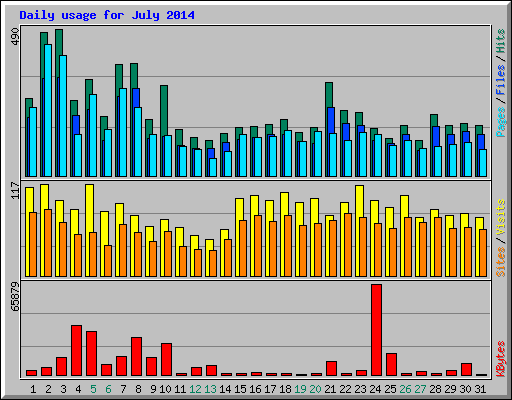 Daily usage for July 2014
490
Pages / Files / Hits
117
Sites / Visits
65879
KBytes
1 2 3 4 5 6 7 8 9 10 11 12 13 14 15 16 17 18 19 20 21 22 23 24 25 26 27 28 29 30 31